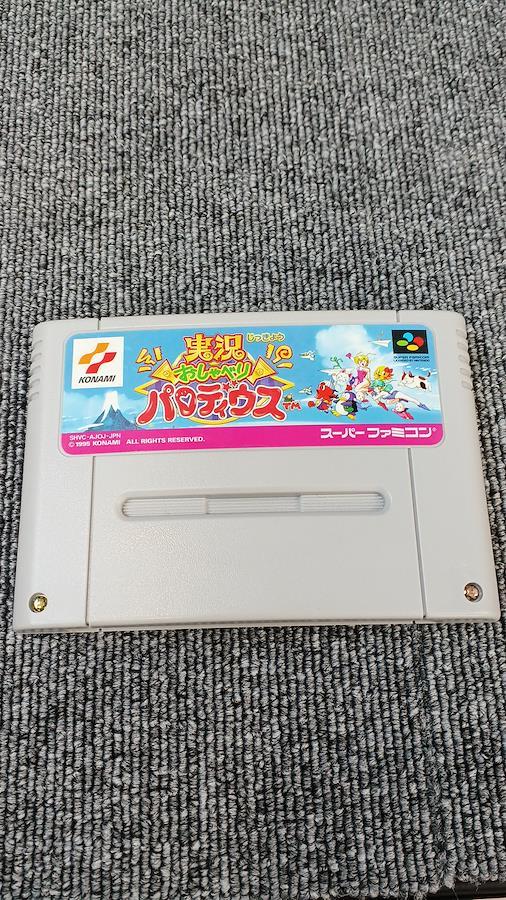 じっきょう
実況
おしゃべり
パロディウス™
KONAMI
SUPER FAMICOM
SHVC-AJOJ-JPN
© 1995 KONAMI ALL RIGHTS RESERVED.
スーパーファミコン